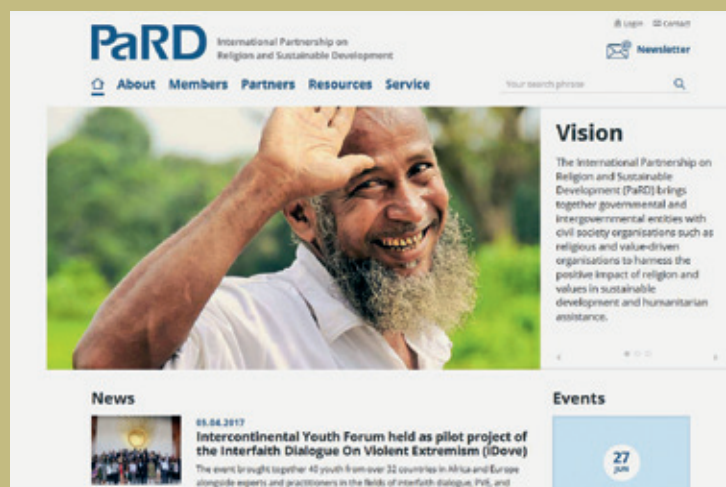 Login Contact
PaRD International Partnership on
Religion and Sustainable Development
Newsletter
About Members Partners Resources Service
Your search phrase
Vision
The International Partnership on
Religion and Sustainable
Development (PaRD) brings
together governmental and
intergovernmental entities with
civil society organisations such as
religious and value-driven
organisations to harness the
positive impact of religion and
values in sustainable
development and humanitarian
assistance.
News
05.04.2017
Intercontinental Youth Forum held as pilot project of
the Interfaith Dialogue On Violent Extremism (iDove)
The event brought together 40 youth from over 32 countries in Africa and Europe
alongside experts and practitioners in the fields of interfaith dialogue, PVE, and
Events
27
JUN